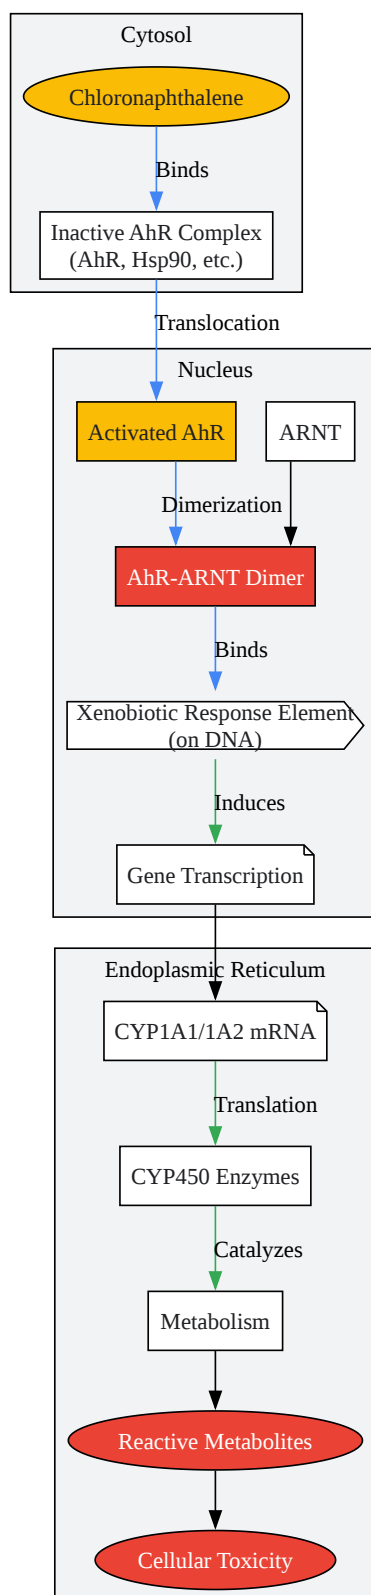 Cytosol
Chloronaphthalene
Binds
Inactive AhR Complex
(AhR, Hsp90, etc.)
Translocation
Nucleus
Activated AhR
ARNT
Dimerization
AhR-ARNT Dimer
Binds
Xenobiotic Response Element
(on DNA)
Induces
Gene Transcription
Endoplasmic Reticulum
CYP1A1/1A2 mRNA
Translation
CYP450 Enzymes
Catalyzes
Metabolism
Reactive Metabolites
Cellular Toxicity